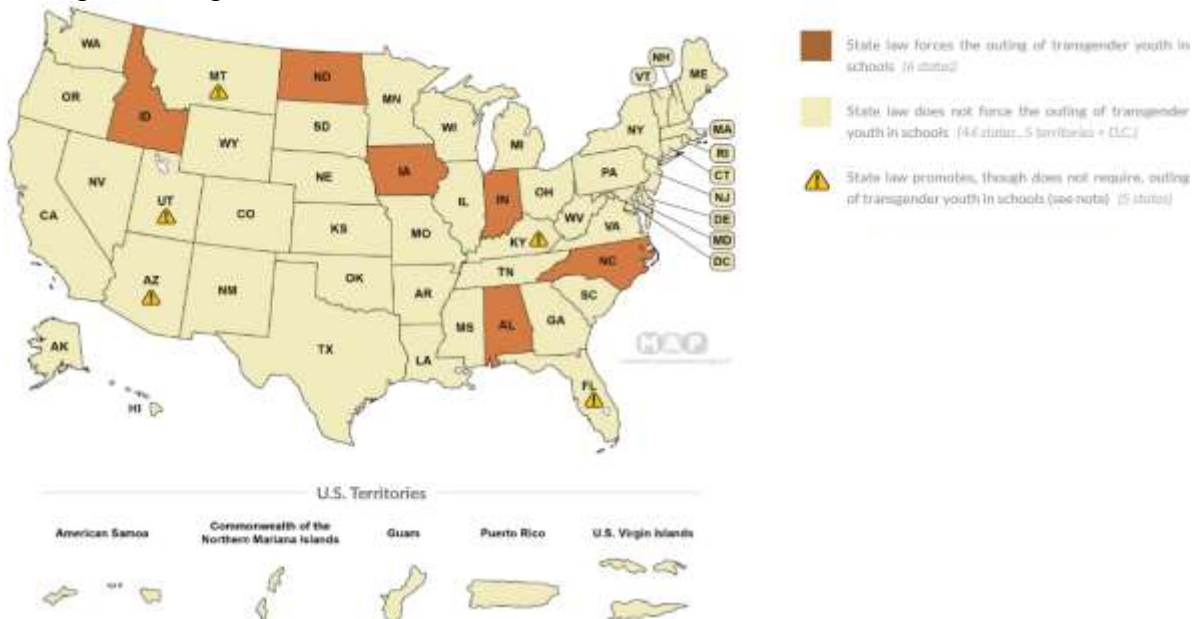 WA
NH
VT
ME
MT
ND
OR
MN
ID
SD
WI
NY
MA
WY
MI
RI
IA
PA
CT
NE
NV
IN
OH
NJ
IL
UT
DE
CO
WV
CA
VA
KS
MO
KY
MD
NC
DC
TN
AZ
OK
NM
AR
SC
MS
AL
GA
TX
MAP
AK
LA
FL
HI
State law forces the outing of transgender youth in
schools (6 states)
State law does not force the outing of transgender
youth in schools (44 states, 5 territories + D.C.)
State law promotes, though does not require, outing
of transgender youth in schools (see note) (5 states)
U.S. Territories
American Samoa
Commonwealth of the
Northern Mariana Islands
Guam
Puerto Rico
U.S. Virgin Islands